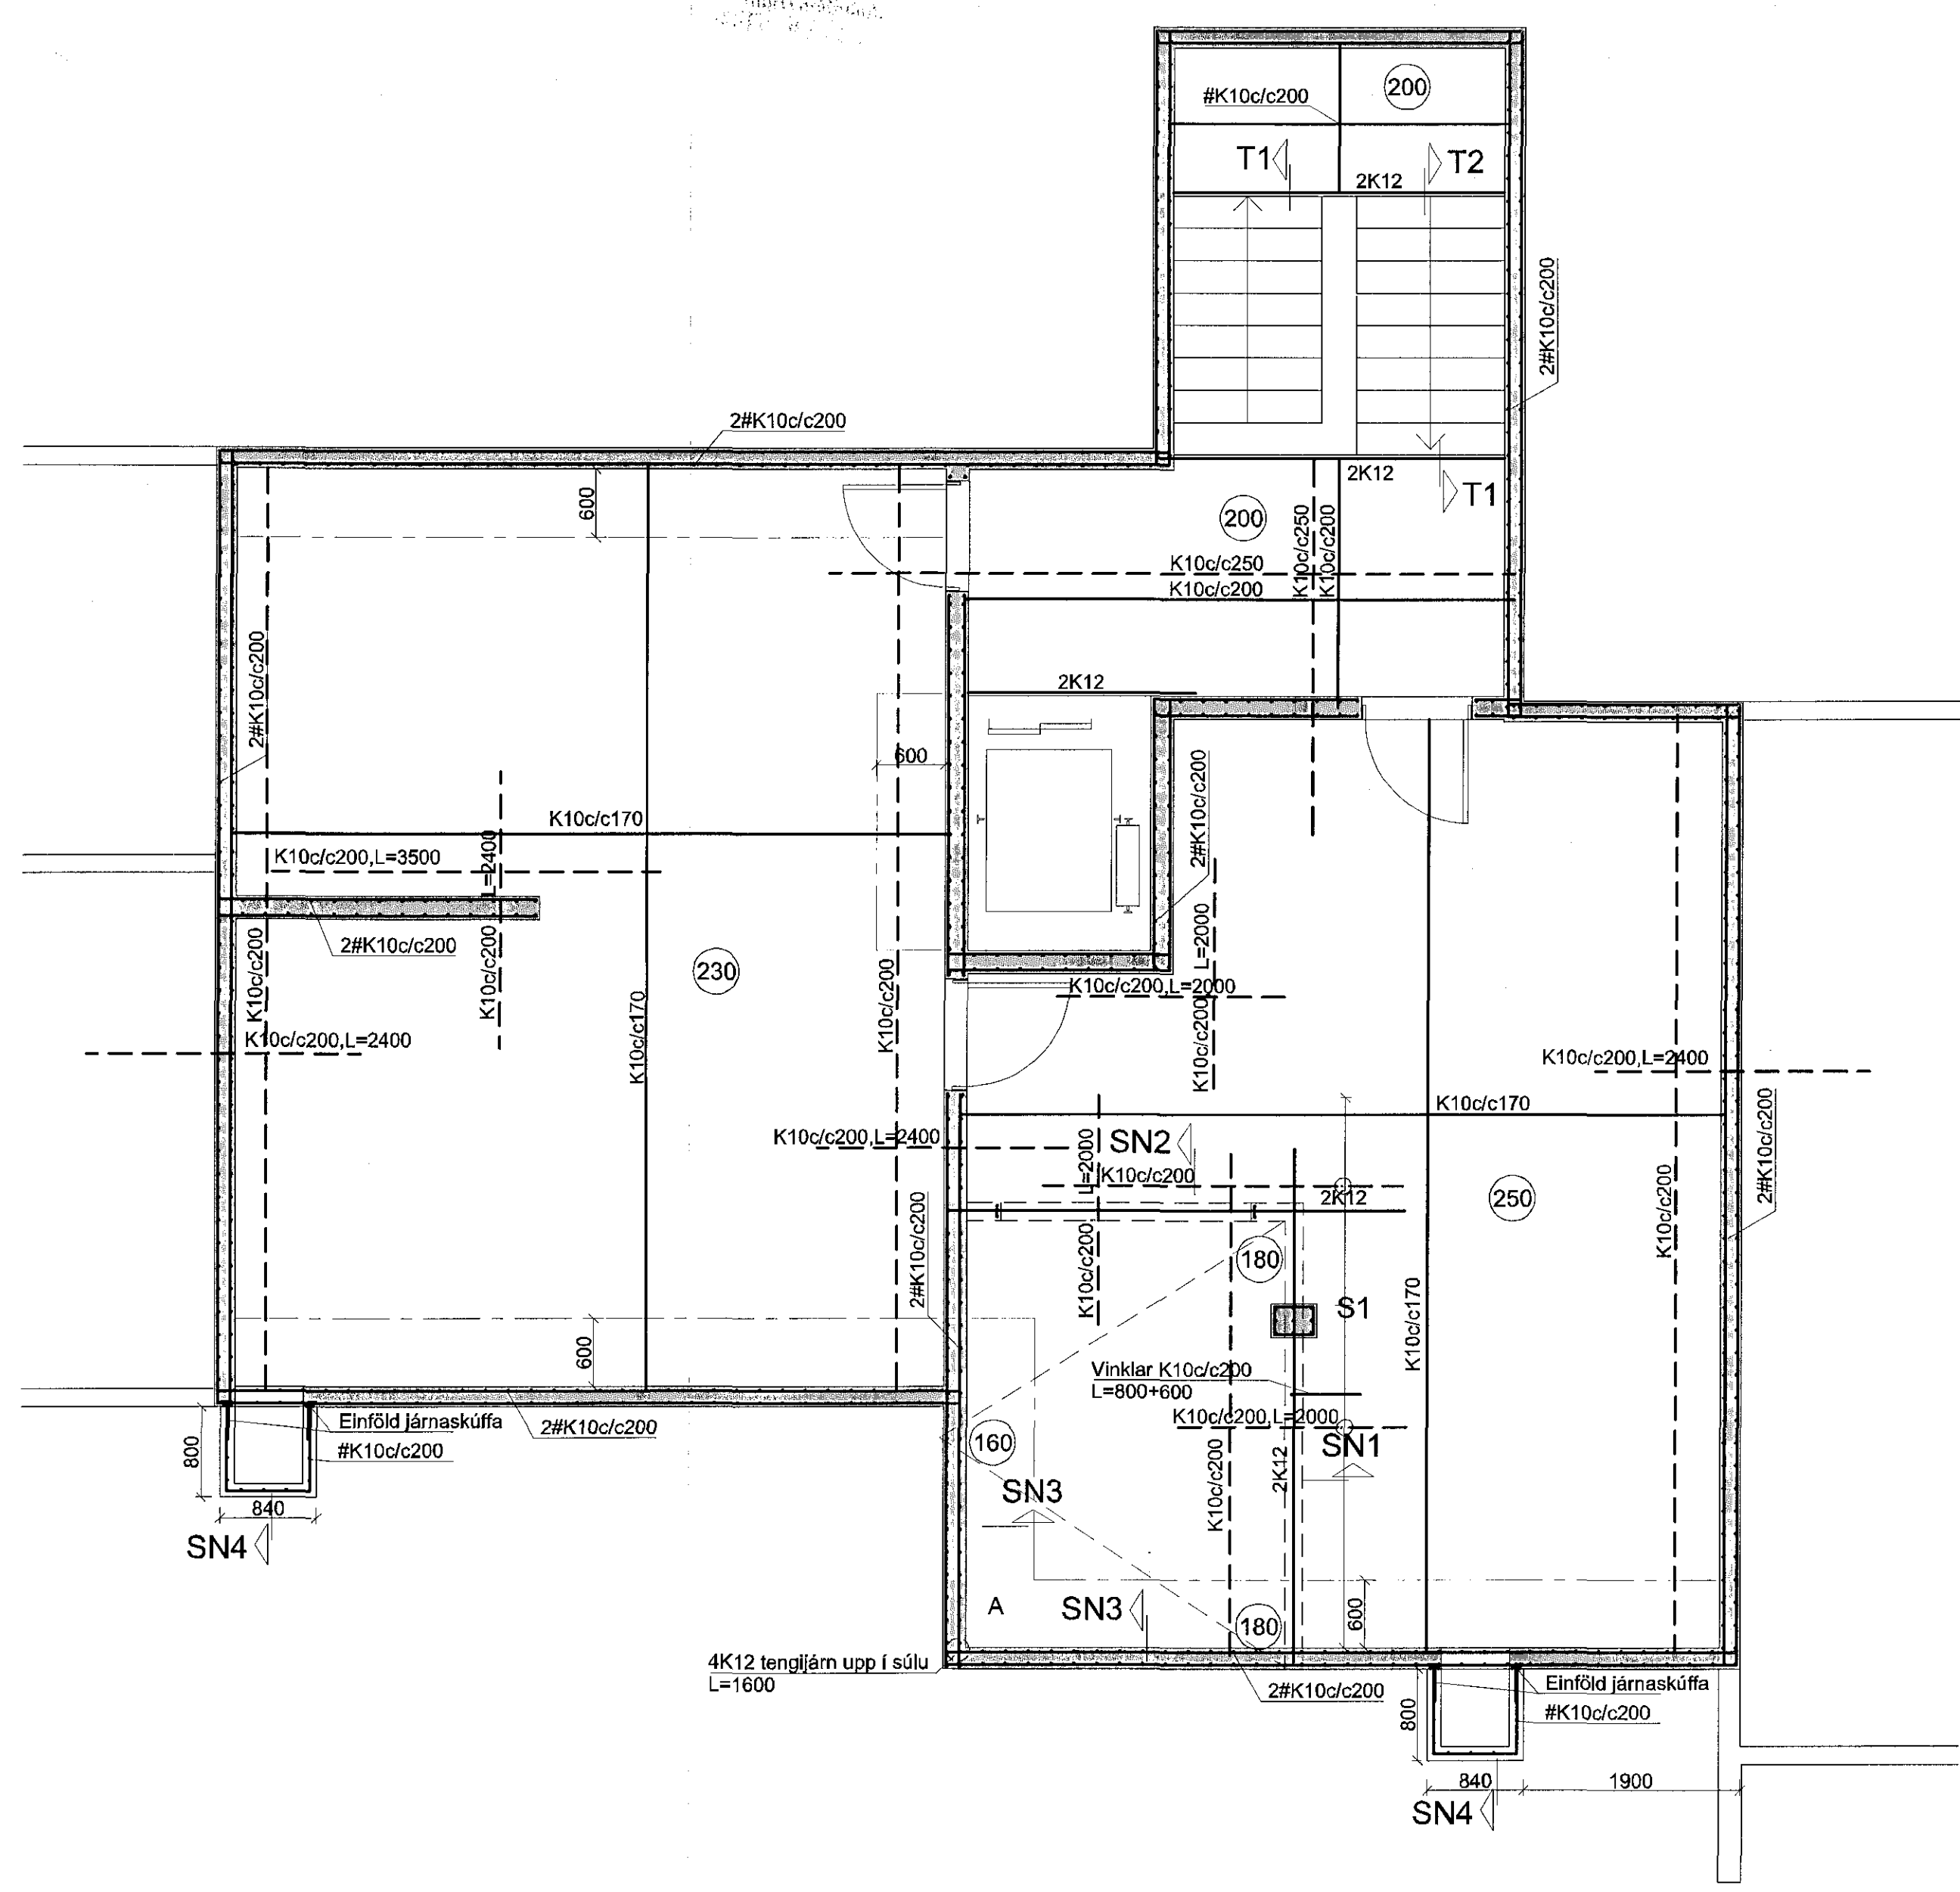 #K10c/c200
200
T1
T2
2K12
2#K10c/c200
2#K10c/c200
2K12
T1
600
200
K10c/c250
K10c/c200
K10c/c250
K10c/c200
2#K10c/c200
2K12
600
K10c/c170
K10c/c200,L=3500
L=2400
K10c/c200
2#K10c/c200
2#K10c/c200
K10c/c200
230
K10c/c170
K10c/c200
K10c/c200,L=2400
L=2000
K10c/c200
K10c/c200,L=2000
K10c/c200,L=2400
K10c/c170
2#K10c/c200
K10c/c200,L=2400
SN2
L=2000
K10c/c200
K10c/c200
2K12
250
K10c/c200
2#K10c/c200
180
S1
K10c/c170
600
Vinklar K10c/c200
L=800+600
K10c/c200,L=2000
Einföld járnaskúffa
#K10c/c200
2#K10c/c200
800
840
SN4
160
SN1
SN3
K10c/c200
2K12
A
SN3
180
600
4K12 tengijárn upp í súlu
L=1600
2#K10c/c200
Einföld járnaskúffa
#K10c/c200
800
840
1900
SN4